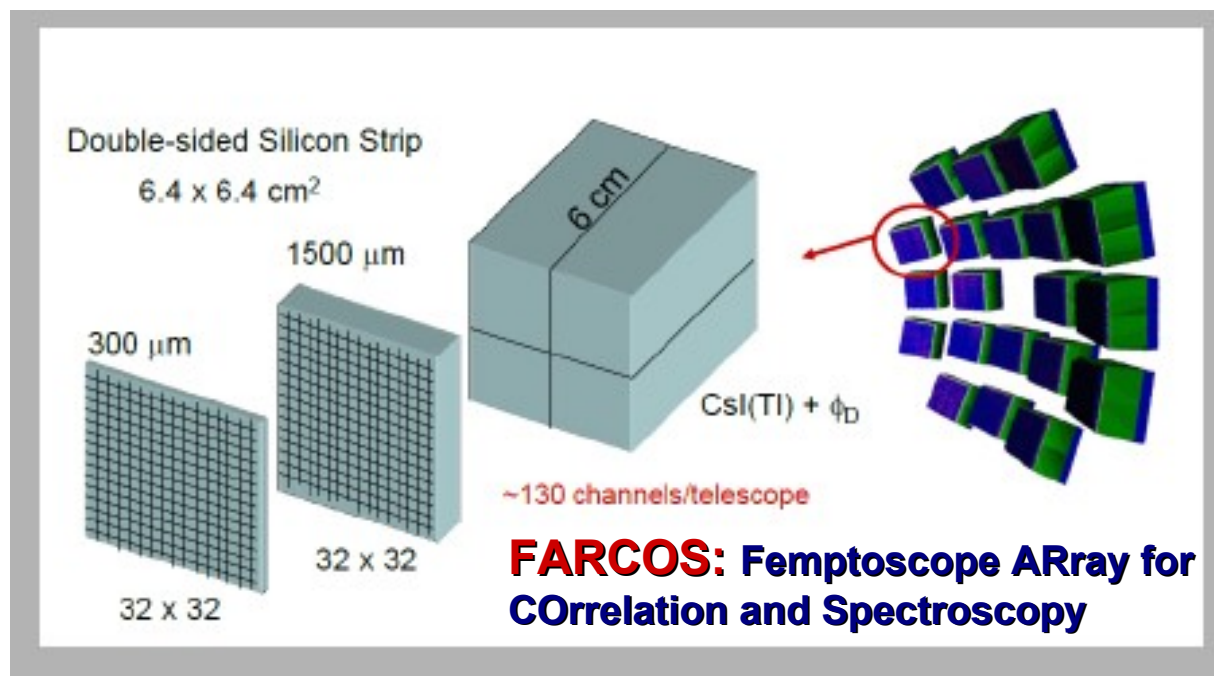 Double-sided Silicon Strip
6.4 x 6.4 cm²
1500 μm
300 μm
6 cm
CsI(Tl) + ϕD
~130 channels/telescope
32 x 32
32 x 32
FARCOS: Femptoscope ARray for
COrrelation and Spectroscopy